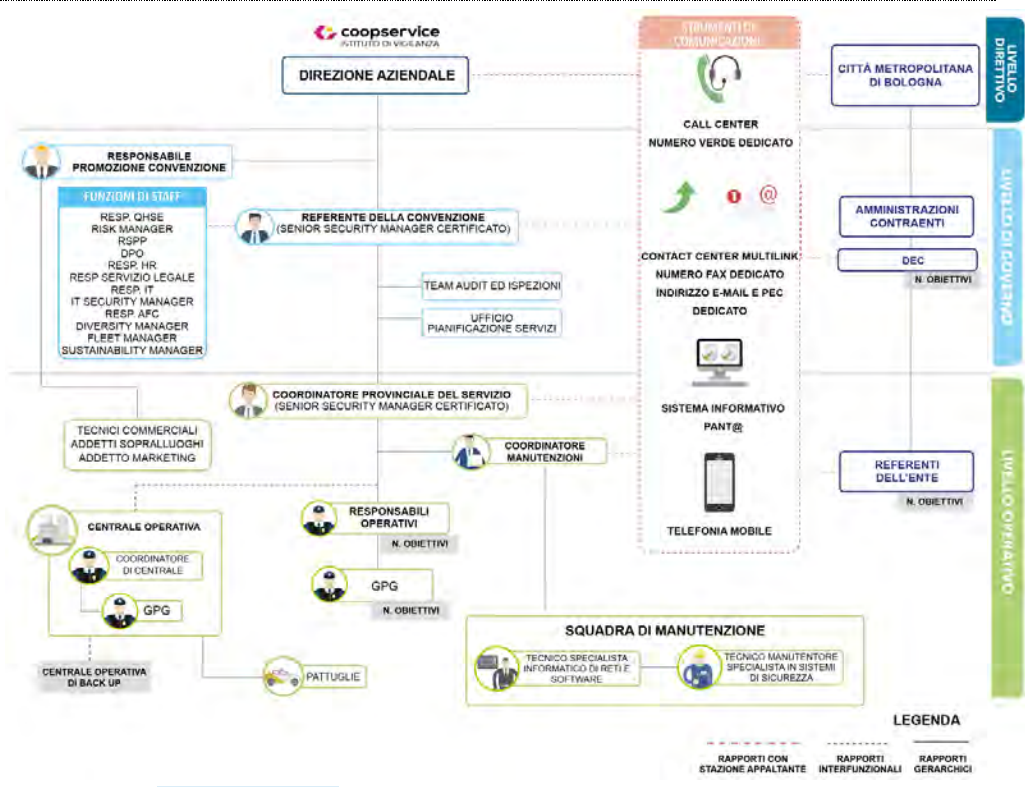 coopservice
ISTITUTO DI VIGILANZA
DIREZIONE AZIENDALE
STRUMENTI DI
COMUNICAZIONI
CALL CENTER
NUMERO VERDE DEDICATO
CONTACT CENTER MULTILINK
NUMERO FAX DEDICATO
INDIRIZZO E-MAIL E PEC
DEDICATO
SISTEMA INFORMATIVO
PANT@
TELEFONIA MOBILE
CITTÀ METROPOLITANA
DI BOLOGNA
LIVELLO
DIRETTIVO
RESPONSABILE
PROMOZIONE CONVENZIONE
FUNZIONI DI STAFF
RESP. QHSE
RISK MANAGER
RSPP
DPO
RESP. HR
RESP SERVIZIO LEGALE
RESP. IT
IT SECURITY MANAGER
RESP. AFC
DIVERSITY MANAGER
FLEET MANAGER
SUSTAINABILITY MANAGER
REFERENTE DELLA CONVENZIONE
(SENIOR SECURITY MANAGER CERTIFICATO)
TEAM AUDIT ED ISPEZIONI
UFFICIO
PIANIFICAZIONE SERVIZI
AMMINISTRAZIONI
CONTRAENTI
DEC
N. OBIETTIVI
LIVELLO DI GOVERNO
COORDINATORE PROVINCIALE DEL SERVIZIO
(SENIOR SECURITY MANAGER CERTIFICATO)
TECNICI COMMERCIALI
ADDETTI SOPRALLUOGHI
ADDETTO MARKETING
COORDINATORE
MANUTENZIONI
REFERENTI
DELL'ENTE
N. OBIETTIVI
LIVELLO OPERATIVO
CENTRALE OPERATIVA
COORDINATORE
DI CENTRALE
GPG
RESPONSABILI
OPERATIVI
N. OBIETTIVI
GPG
N. OBIETTIVI
CENTRALE OPERATIVA
DI BACK UP
PATTUGLIE
SQUADRA DI MANUTENZIONE
TECNICO SPECIALISTA
INFORMATICO DI RETI E
SOFTWARE
TECNICO MANUTENTORE
SPECIALISTA IN SISTEMI
DI SICUREZZA
LEGENDA
RAPPORTI CON
STAZIONE APPALTANTE
RAPPORTI
INTERFUNZIONALI
RAPPORTI
GERARCHICI